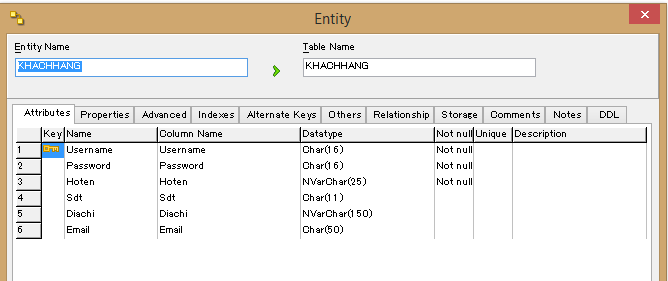 Entity
Entity Name Table Name
KHACHHANG KHACHHANG
Attributes Properties Advanced Indexes Alternate Keys Others Relationship Storage Comments Notes DDL
Key Name Column Name Datatype Not null Unique Description
1 Username Username Char(16) Not null
2 Password Password Char(16) Not null
3 Hoten Hoten NVarChar(25) Not null
4 Sdt Sdt Char(11)
5 Diachi Diachi NVarChar(150)
6 Email Email Char(50)